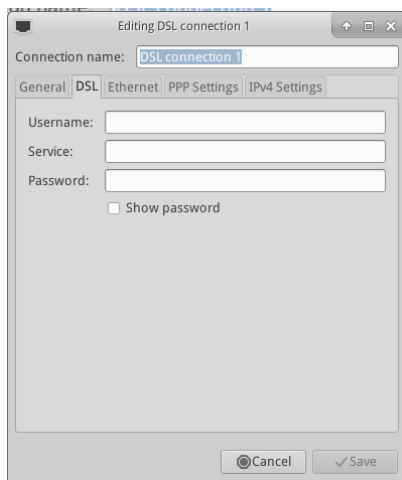 Editing DSL connection 1
Connection name: DSL connection 1
General DSL Ethernet PPP Settings IPv4 Settings
Username:
Service:
Password:
Show password
Cancel Save